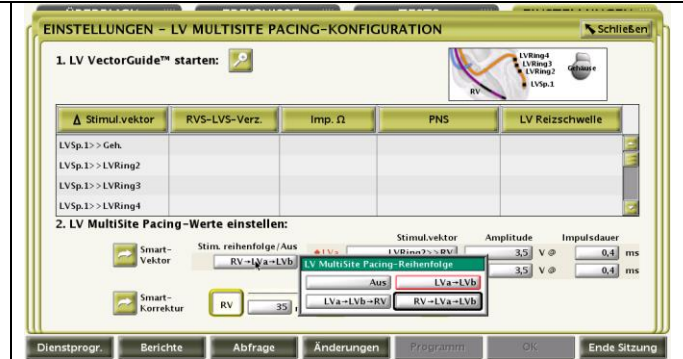 EINSTELLUNGEN – LV MULTISITE PACING-KONFIGURATION
Schließen
1. LV VectorGuide™ starten:
LVRing4
LVRing3
LVRing2
LVSp.1
RV
Gehäuse
Δ Stimul.vektor RVS-LVS-Verz. Imp. Ω PNS LV Reizschwelle
LVSp.1>>Geh.
LVSp.1>>LVRing2
LVSp.1>>LVRing3
LVSp.1>>LVRing4
2. LV MultiSite Pacing-Werte einstellen:
Stimul.vektor Amplitude Impulsdauer
Smart-Vektor
Stim. reihenfolge/Aus
RV→LVa→LVb
LVa LVRing2>>RV 3,5 V @ 0,4 ms
3,5 V @ 0,4 ms
LV MultiSite Pacing-Reihenfolge
Aus LVa→LVb
LVa→LVb→RV RV→LVa→LVb
Smart-Korrektur
RV 35
Dienstprogr. Berichte Abfrage Änderungen Programm OK Ende Sitzung